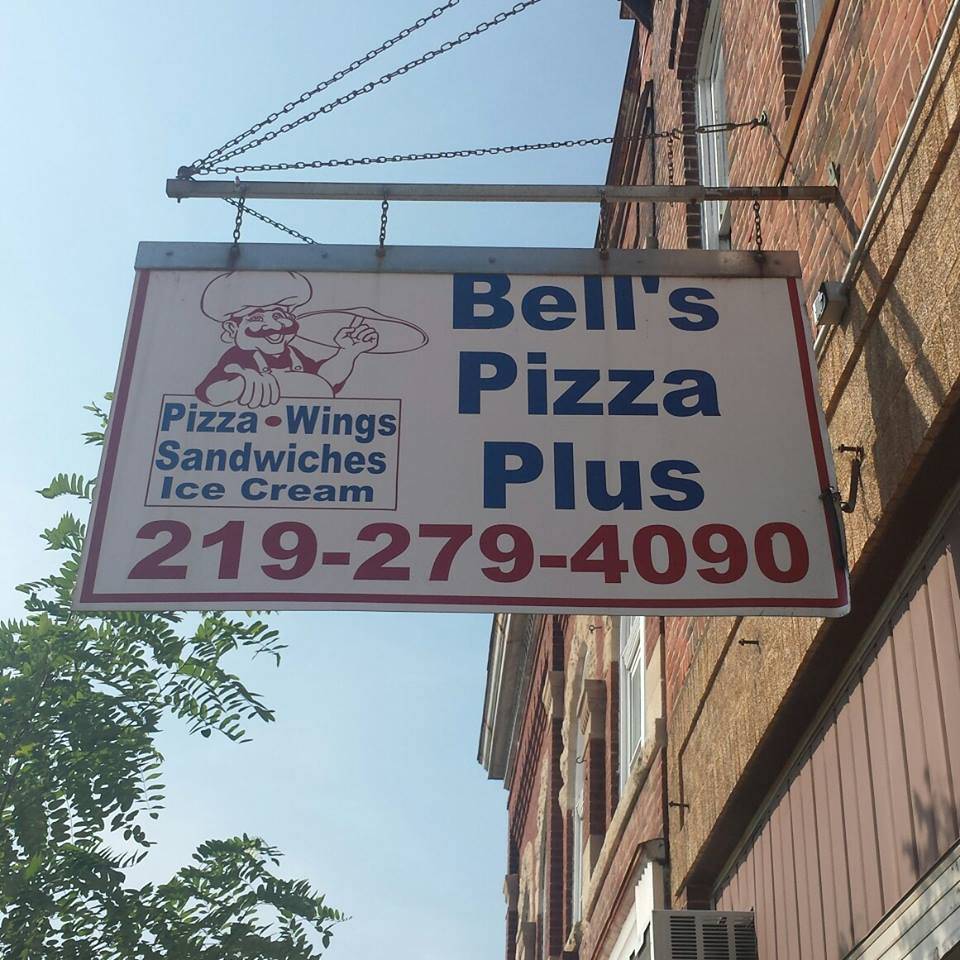 Bell's
Pizza
Plus
Pizza • Wings
Sandwiches
Ice Cream
219-279-4090